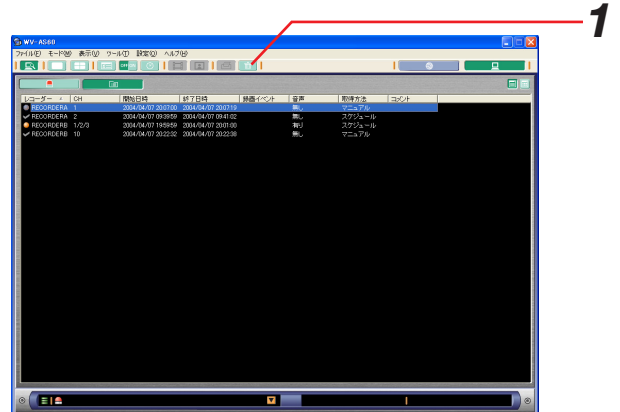 1
WV-AS60
ファイル(F) モード(M) 表示(V) ツール(T) 設定(O) ヘルプ(H)
レコーダー CH 開始日時 終了日時 録画イベント 音声 取得方法 コメント
RECORDERA 1 2004/04/07 20:07:00 2004/04/07 20:07:19 無し マニュアル
RECORDERA 2 2004/04/07 09:39:59 2004/04/07 09:41:02 無し スケジュール
RECORDERB 1/2/3 2004/04/07 19:59:59 2004/04/07 20:01:00 有り スケジュール
RECORDERB 10 2004/04/07 20:22:32 2004/04/07 20:22:38 無し マニュアル